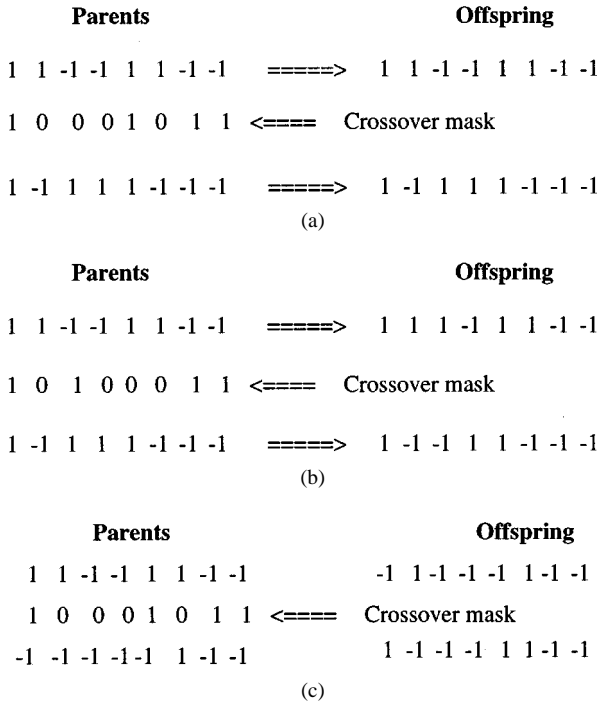 Parents Offspring
1 1 -1 -1 1 1 -1 -1 =====> 1 1 -1 -1 1 1 -1 -1
1 0 0 0 1 0 1 1 <==== Crossover mask
1 -1 1 1 1 -1 -1 -1 =====> 1 -1 1 1 1 -1 -1 -1
(a)
Parents Offspring
1 1 -1 -1 1 1 -1 -1 =====> 1 1 1 -1 1 1 -1 -1
1 0 1 0 0 0 1 1 <==== Crossover mask
1 -1 1 1 1 -1 -1 -1 =====> 1 -1 -1 1 1 -1 -1 -1
(b)
Parents Offspring
1 1 -1 -1 1 1 -1 -1 -1 1 -1 -1 -1 1 -1 -1
1 0 0 0 1 0 1 1 <==== Crossover mask
-1 -1 -1 -1 -1 1 -1 -1 1 -1 -1 -1 1 1 -1 -1
(c)